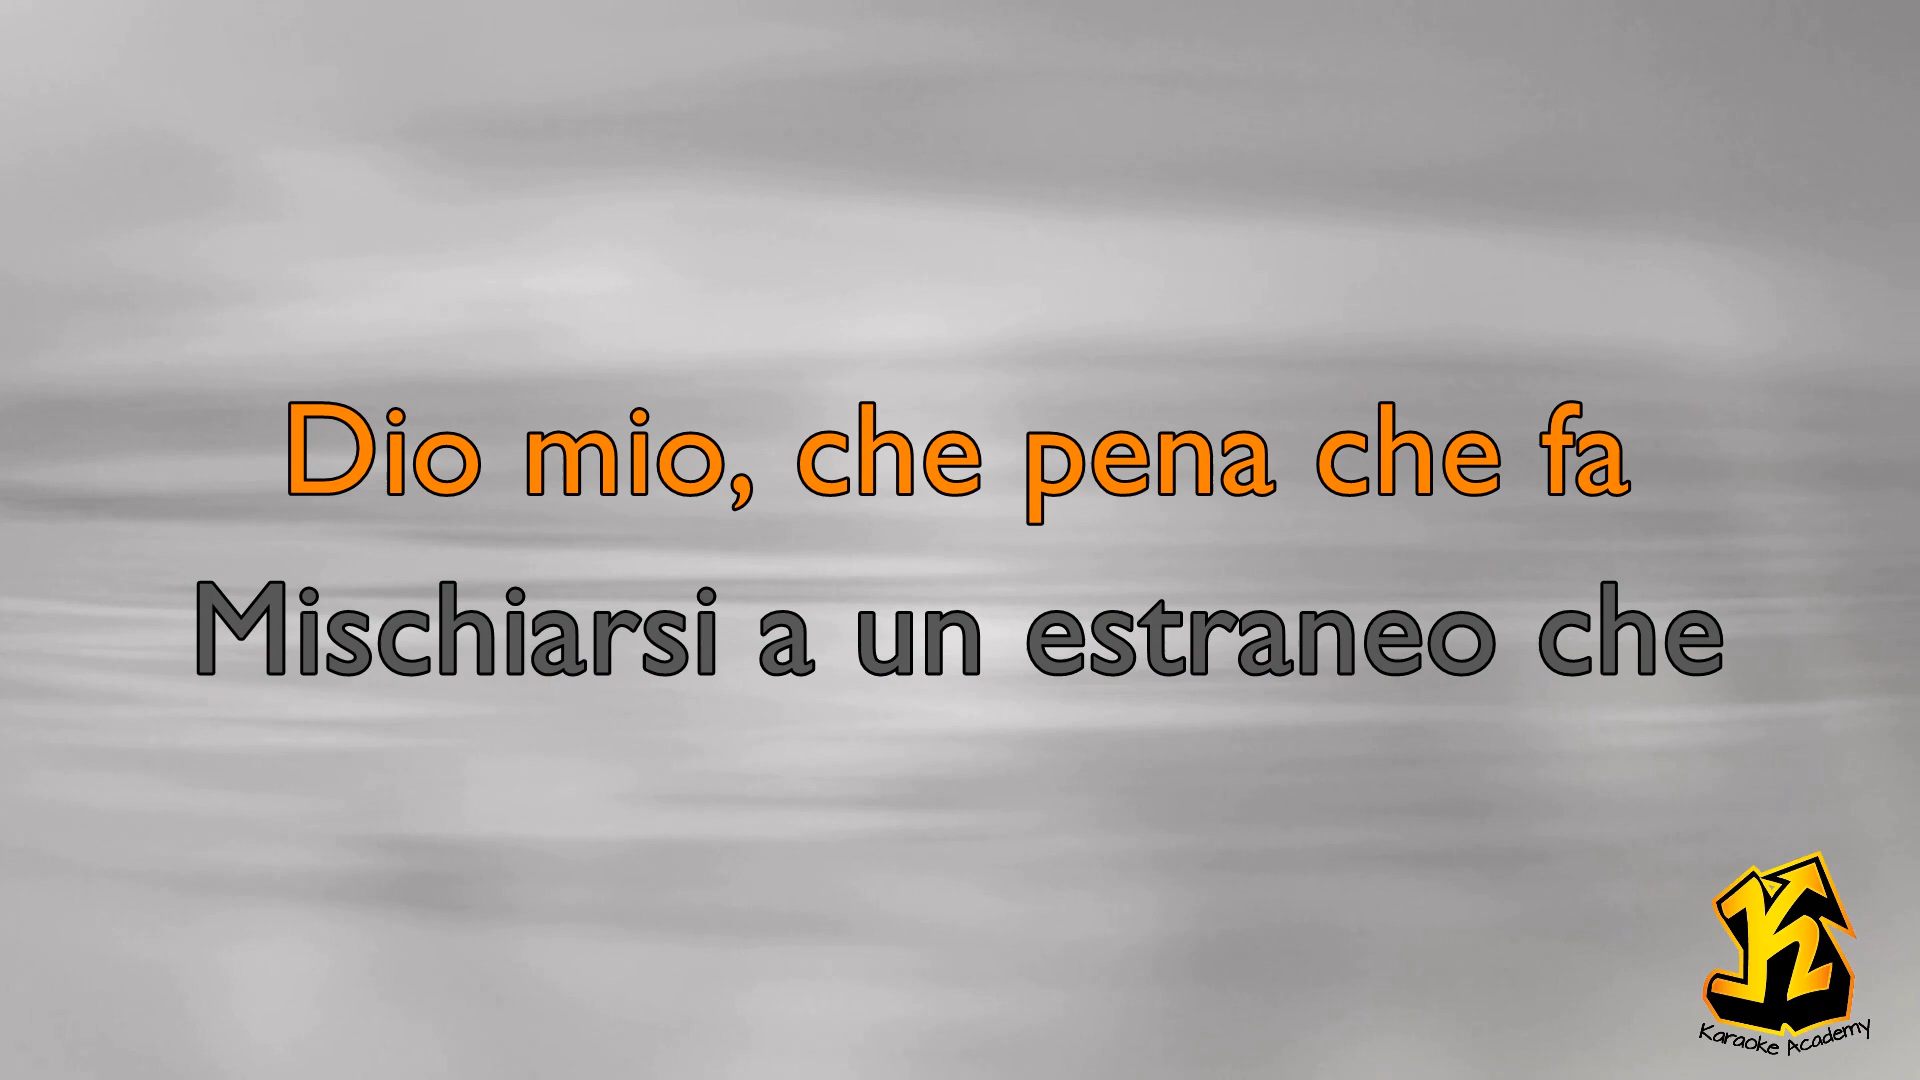 Dio mio, che pena che fa
Mischiarsi a un estraneo che
K
Karaoke Academy